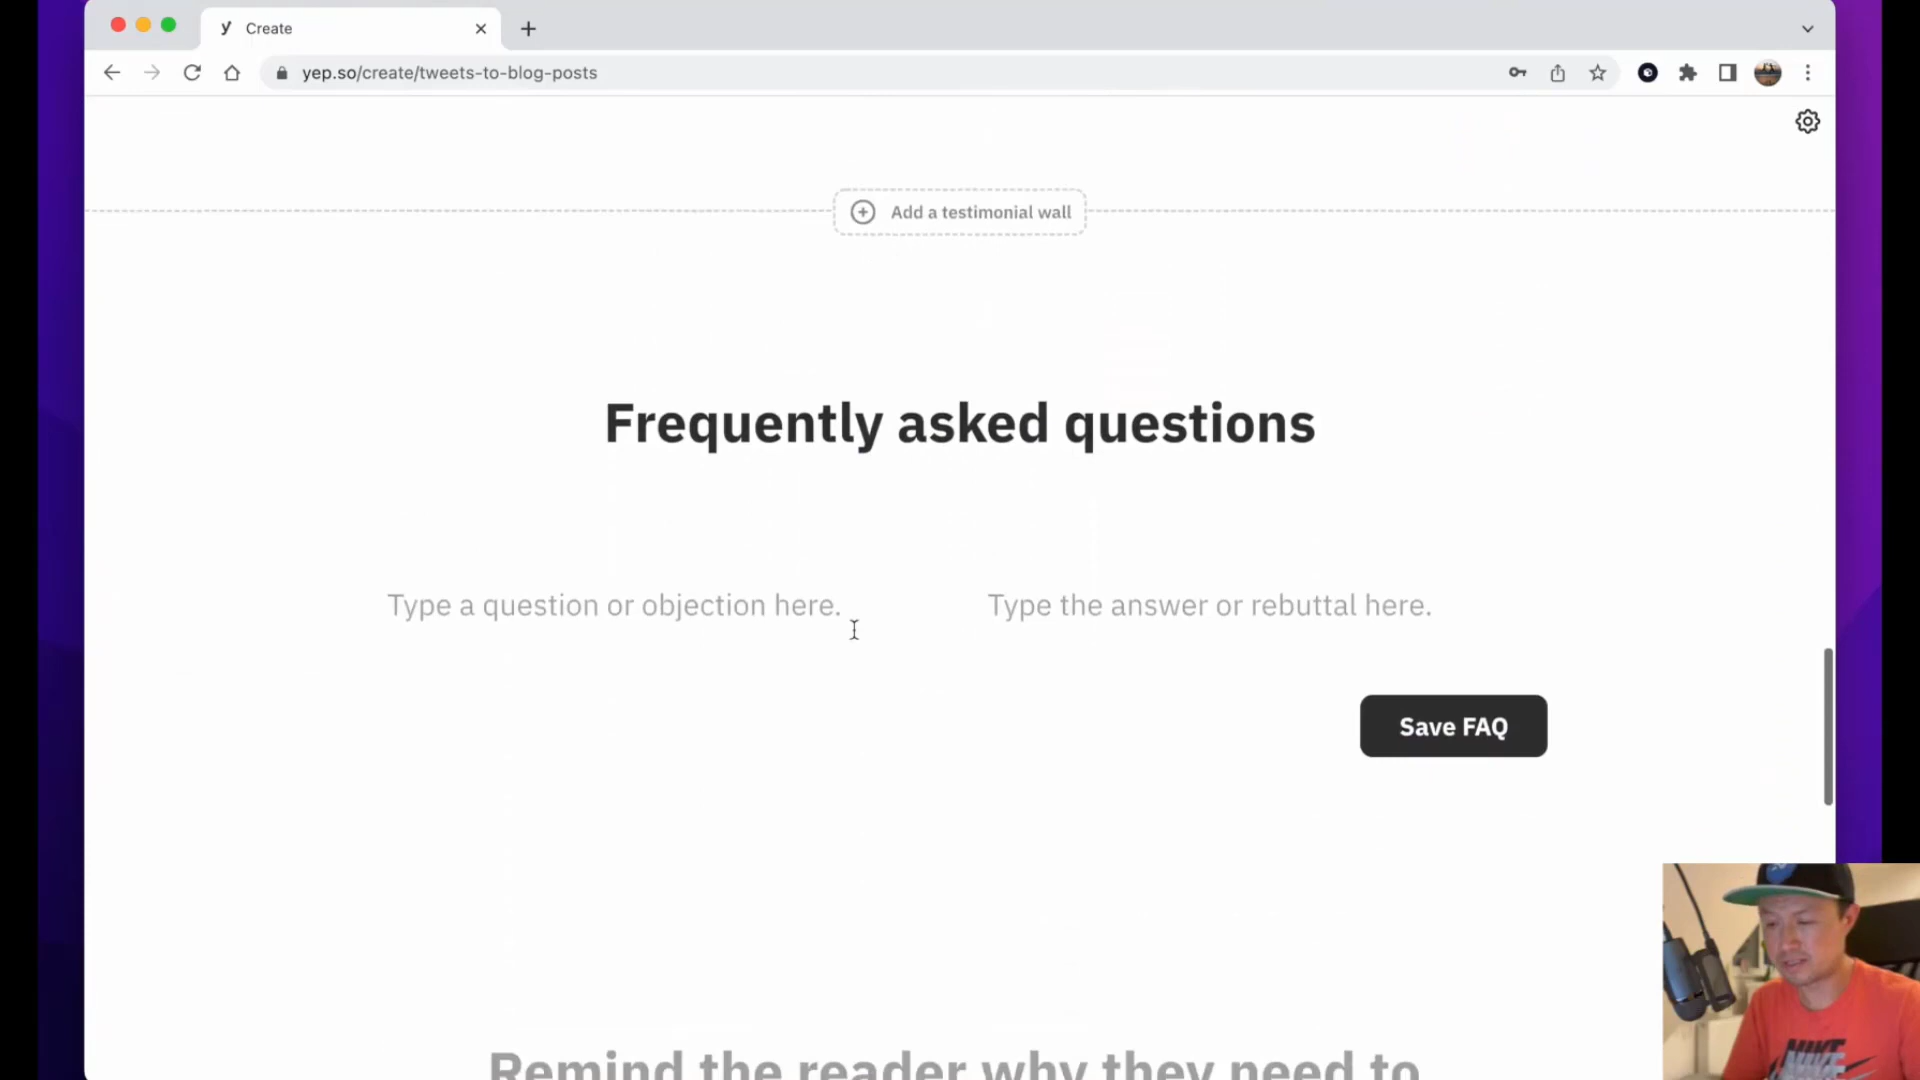 y Create
yep.so/create/tweets-to-blog-posts
Add a testimonial wall
Frequently asked questions
Type a question or objection here.
Type the answer or rebuttal here.
Save FAQ
Remind the reader why they need to
NIKE